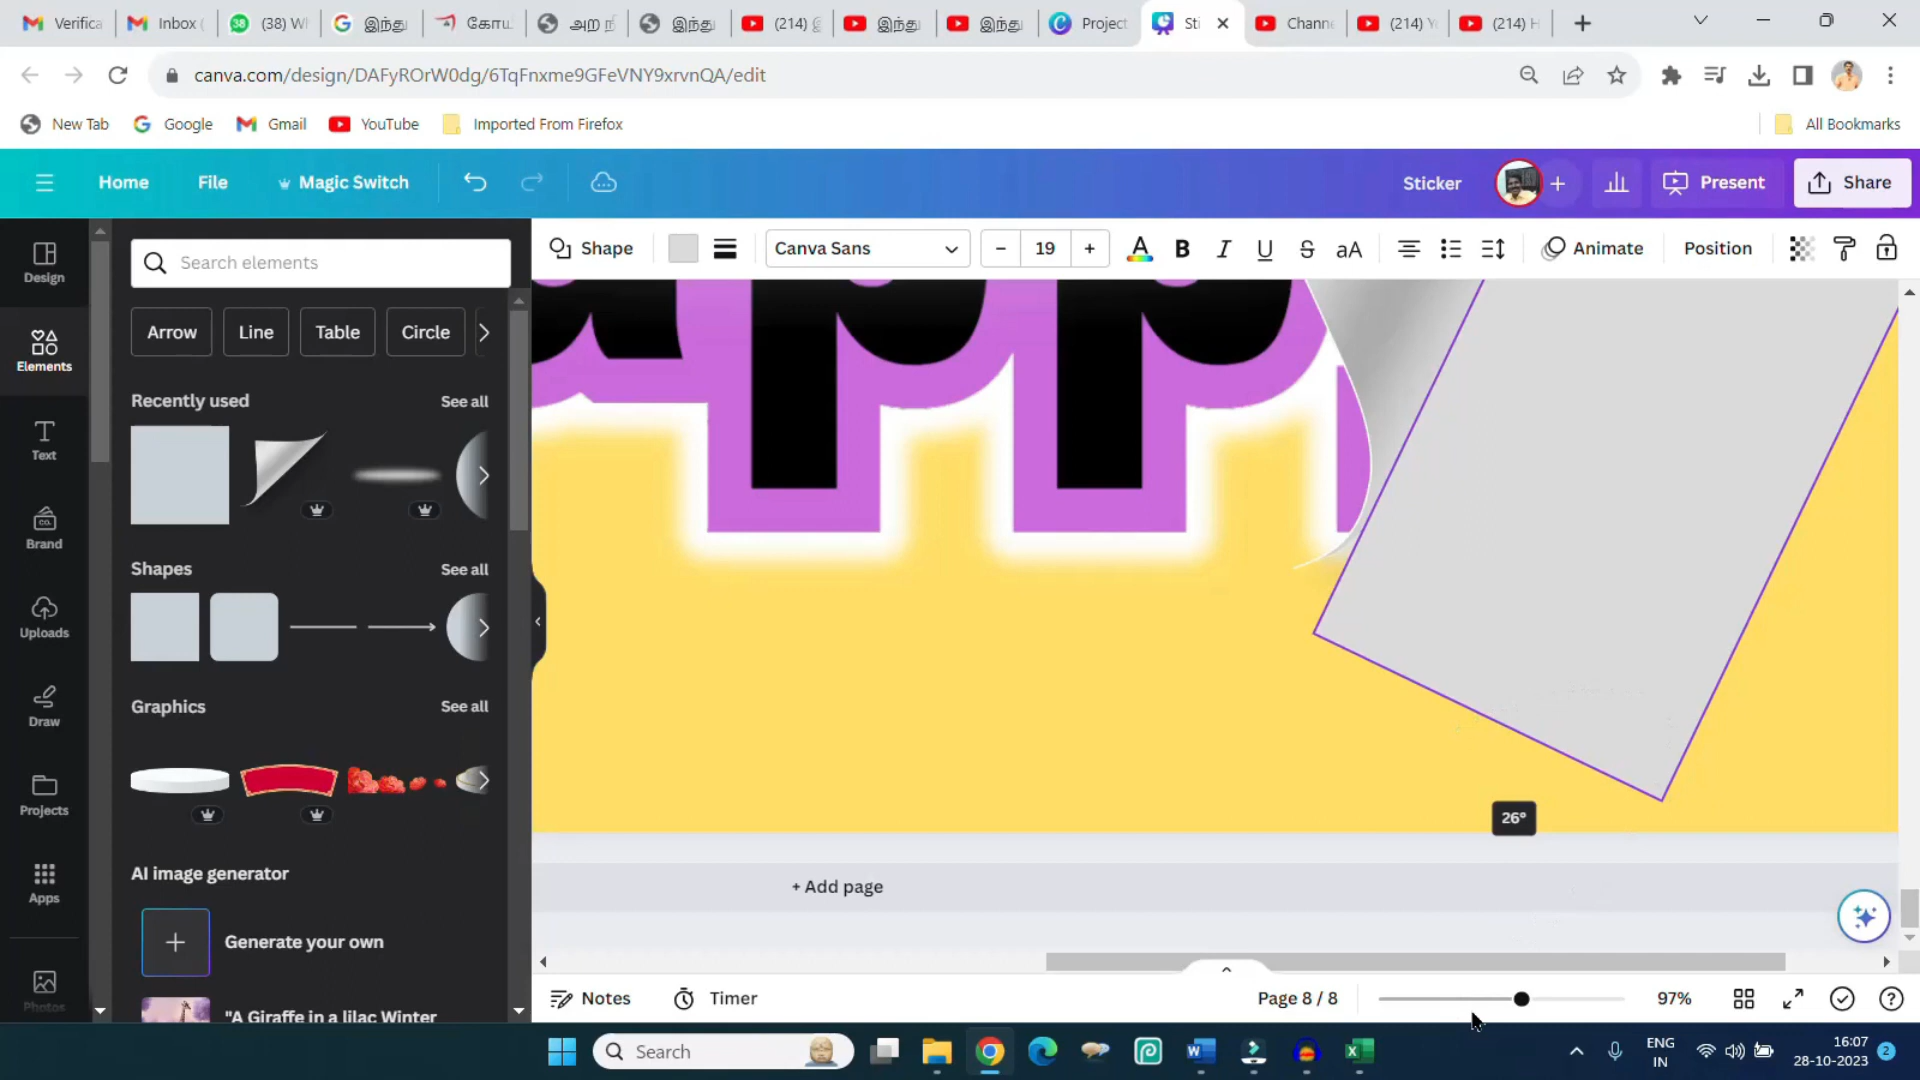 Verifica
Inbox (
(38) W
இந்து
கோய
அற ந
இந்து
(214) இ
இந்து
இந்து
Project
Sti
Channe
(214) Y
(214) H
canva.com/design/DAFyROrW0dg/6TqFnxme9GFeVNY9xrvnQA/edit
New Tab
Google
Gmail
YouTube
Imported From Firefox
All Bookmarks
Home
File
Magic Switch
Sticker
Present
Share
Design
Elements
Text
Brand
Uploads
Draw
Projects
Apps
Photos
Search elements
Arrow
Line
Table
Circle
Recently used
See all
Shapes
See all
Graphics
See all
AI image generator
Generate your own
"A Giraffe in a lilac Winter
Shape
Canva Sans
19
B I U S aA
Animate
Position
app
26°
+ Add page
Notes
Timer
Page 8 / 8
97%
Search
ENG
IN
16:07
28-10-2023
2